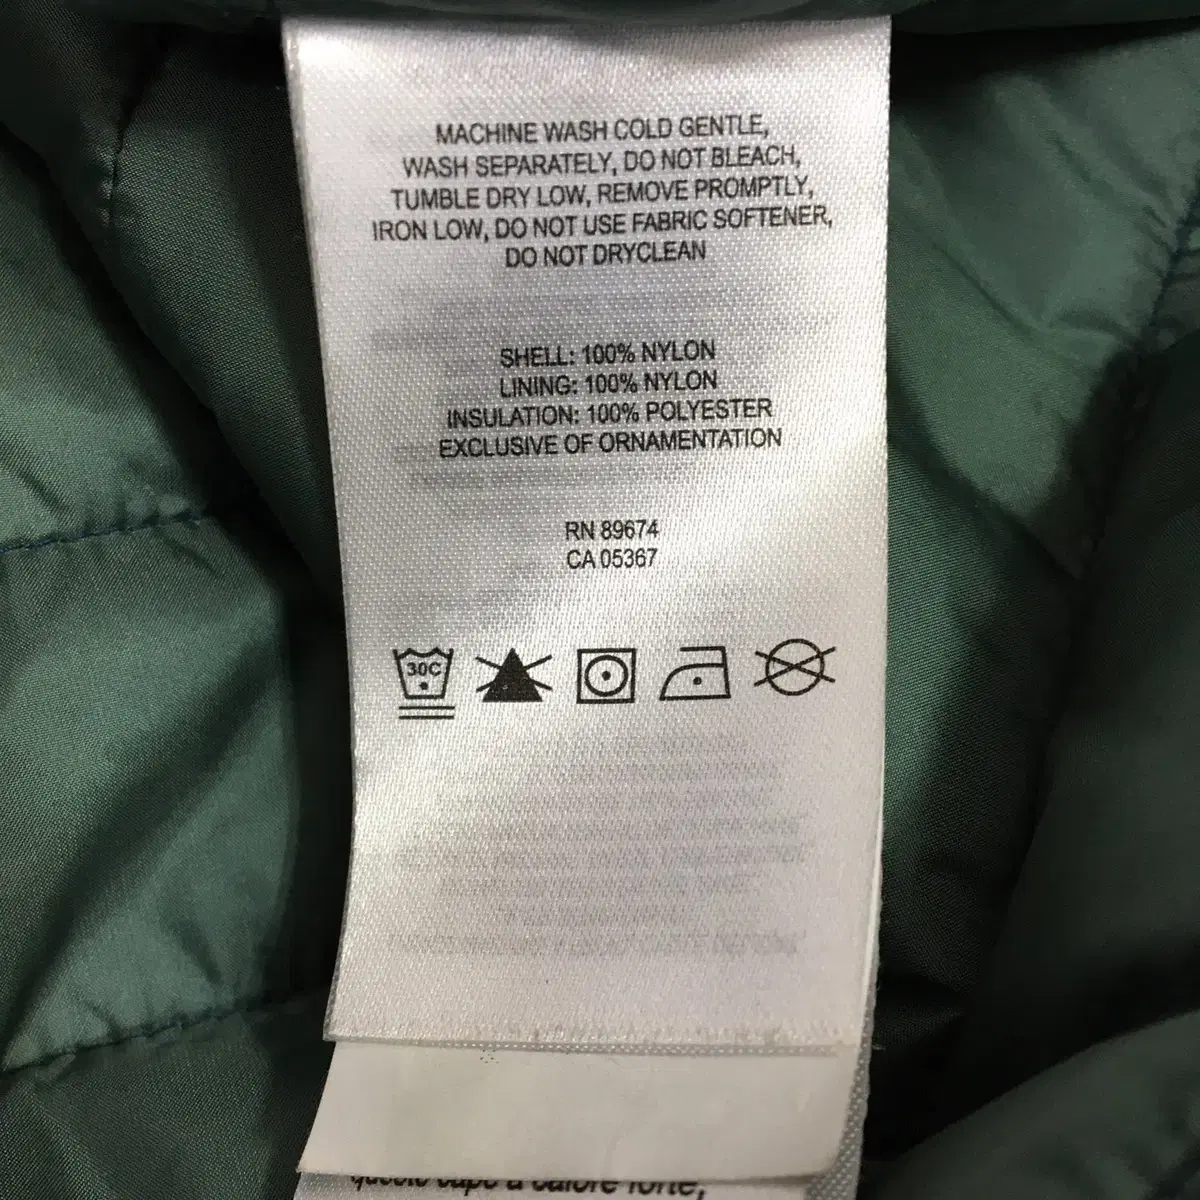 MACHINE WASH COLD GENTLE,
WASH SEPARATELY, DO NOT BLEACH,
TUMBLE DRY LOW, REMOVE PROMPTLY,
IRON LOW, DO NOT USE FABRIC SOFTENER,
DO NOT DRYCLEAN
SHELL: 100% NYLON
LINING: 100% NYLON
INSULATION: 100% POLYESTER
EXCLUSIVE OF ORNAMENTATION
RN 89674
CA 05367
30C